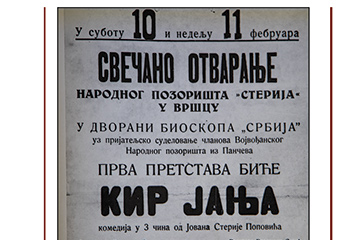 У суботу 10 и недељу 11 фебруара
СВЕЧАНО ОТВАРАЊЕ
НАРОДНОГ ПОЗОРИШТА »СТЕРИЈА«
У ВРШЦУ
У ДВОРАНИ БИОСКОПА „СРБИЈА"
уз пријатељско суделовање чланова Војвођанског
Народног позоришта из Панчева
ПРВА ПРЕТСТАВА БИЋЕ
КИР ЈАЊА
комедија у 3 чина од Јована Стерије Поповића